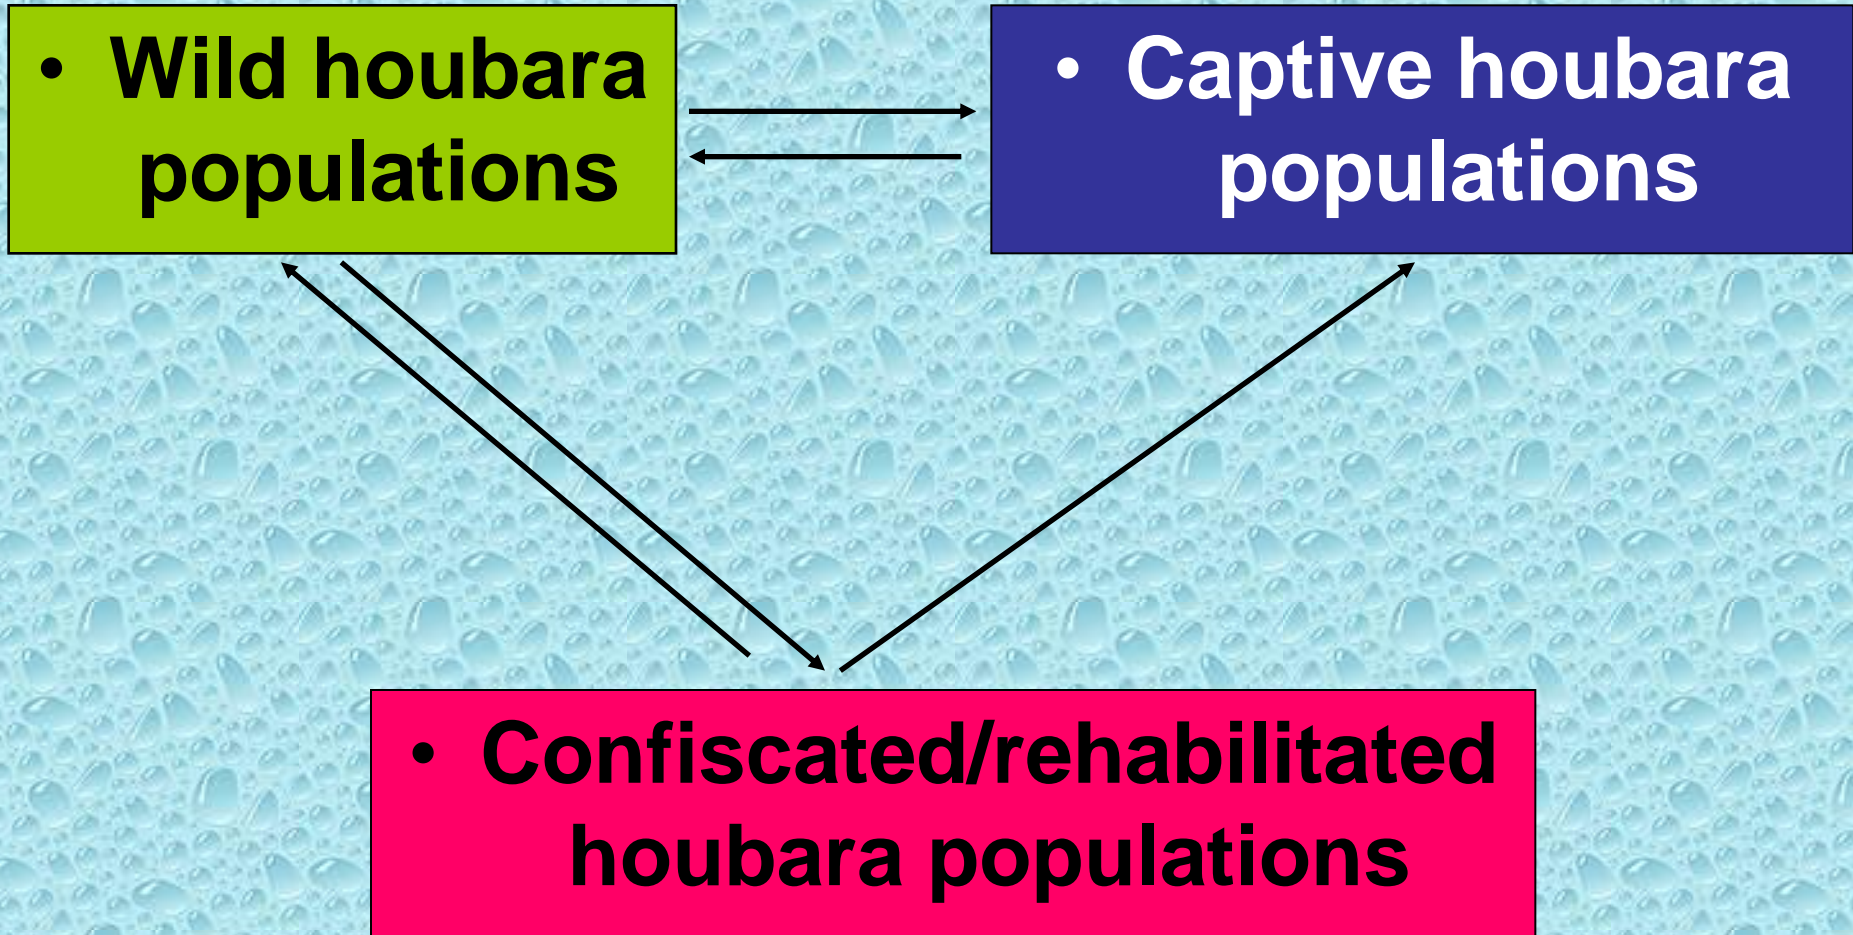 • Wild houbara
populations
• Captive houbara
populations
• Confiscated/rehabilitated
houbara populations